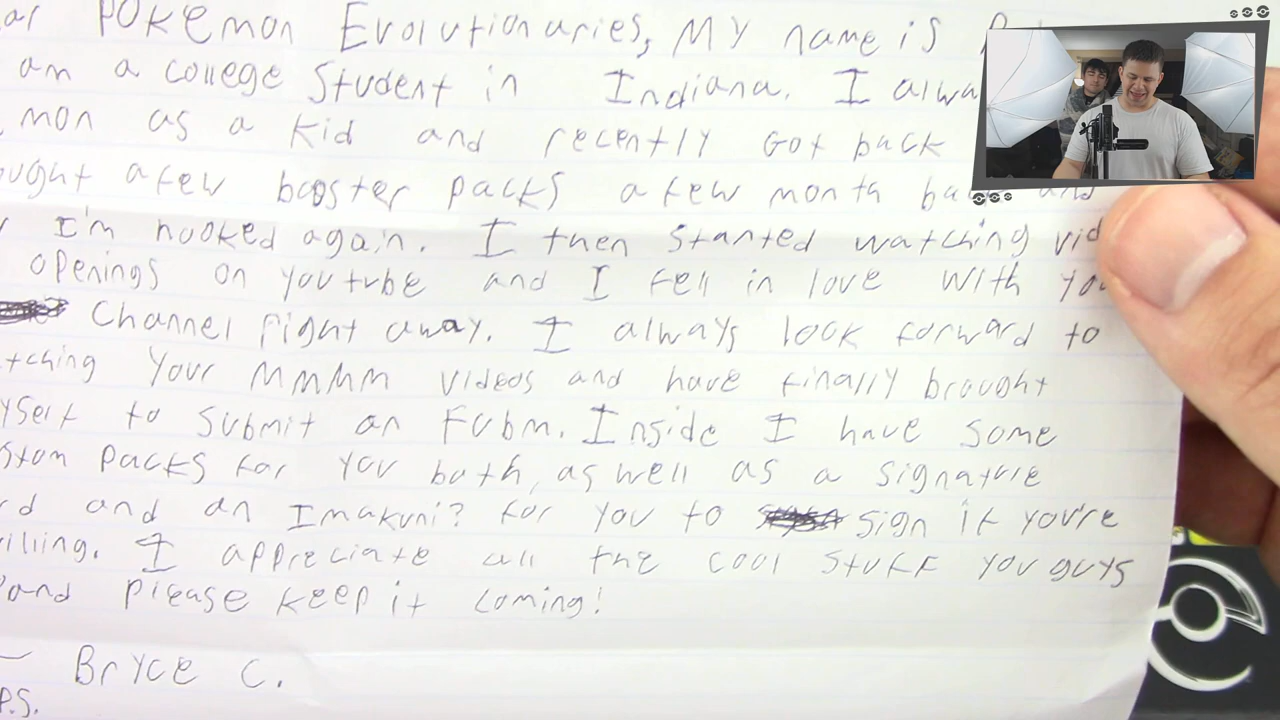 ar POKEmon Evolutionaries, My name is
am a college Student in Indiana. I alwa
mon as a kid and recently Got back
ought a few booster packs a few month ba and
I'm hooked again. I then started watching vid
openings on youtube and I fell in love with yo
Channel right away. I always look forward to
tching your MMMM videos and have finally brought
yself to submit an Fubm. Inside I have some
stom packs for you both, as well as a signature
rd and an Imakuni? for you to sign if you're
illing. I appreciate all the cool stuff you guys
and please keep it coming!
— Bryce C.
P.S.